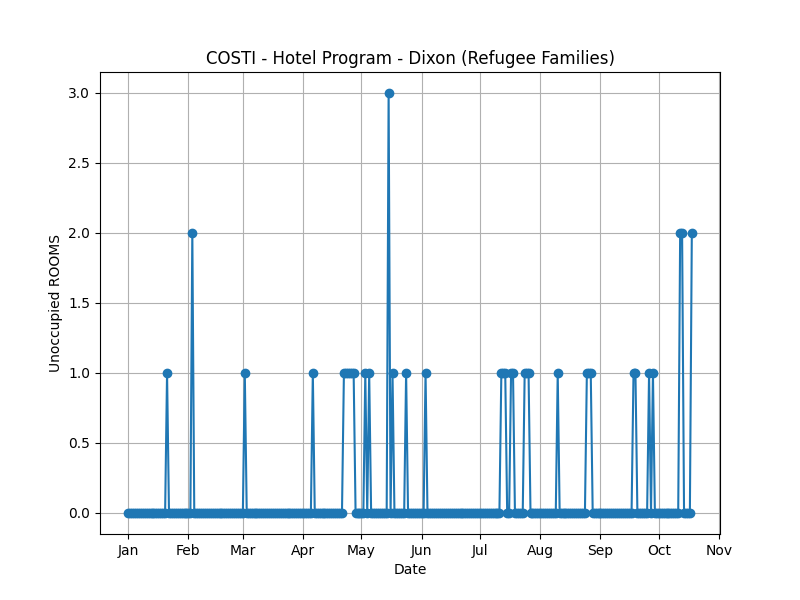 COSTI - Hotel Program - Dixon (Refugee Families)
3.0
2.5
2.0
1.5
1.0
0.5
0.0
Unoccupied ROOMS
Jan Feb Mar Apr May Jun Jul Aug Sep Oct Nov
Date